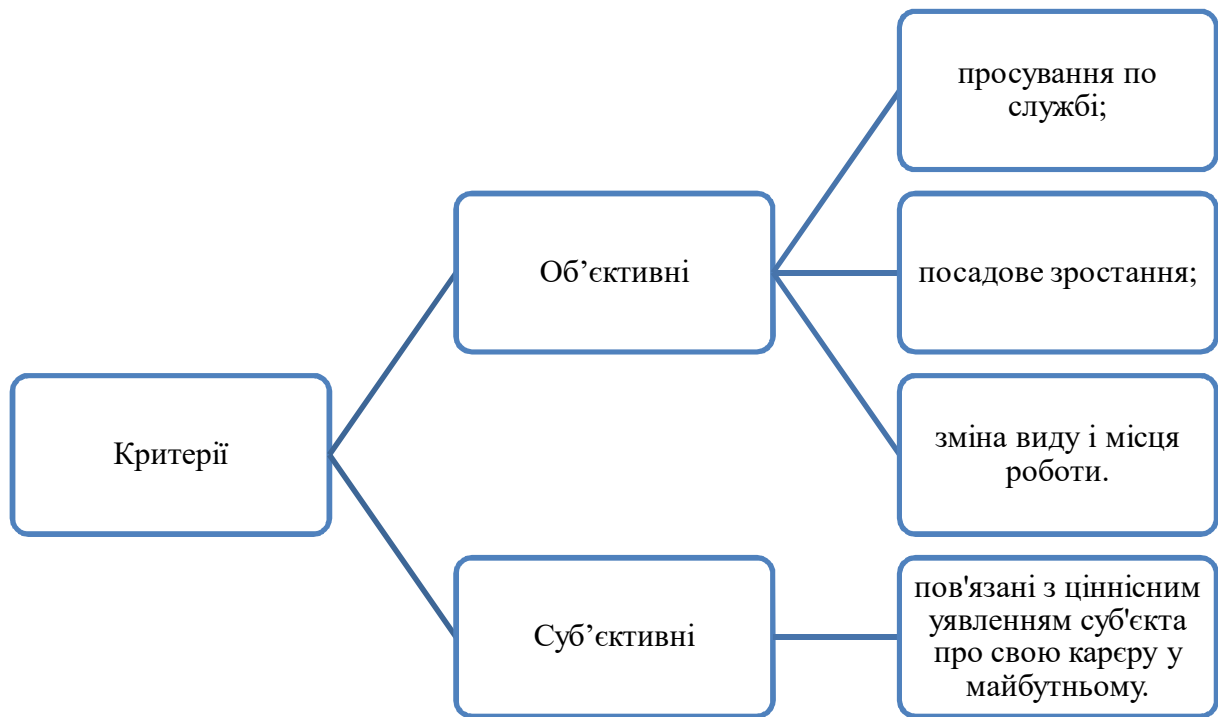 Критерії
Об’єктивні
просування по
службі;
посадове зростання;
зміна виду і місця
роботи.
Суб’єктивні
пов'язані з ціннісним
уявленням суб'єкта
про свою карєру у
майбутньому.